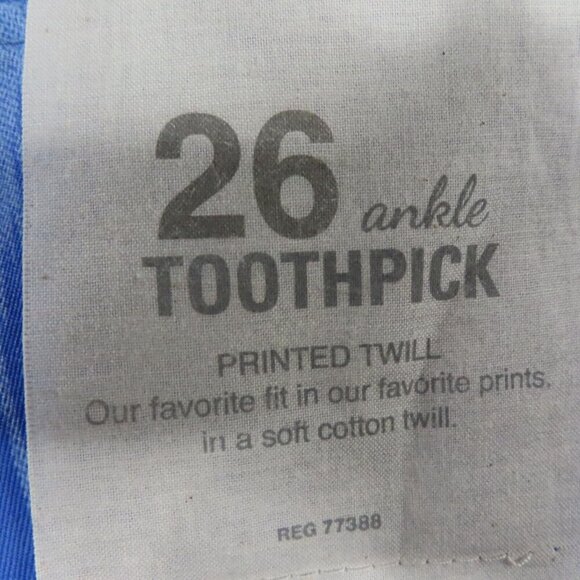 26 ankle
TOOTHPICK
PRINTED TWILL
Our favorite fit in our favorite prints,
in a soft cotton twill.
REG 77388